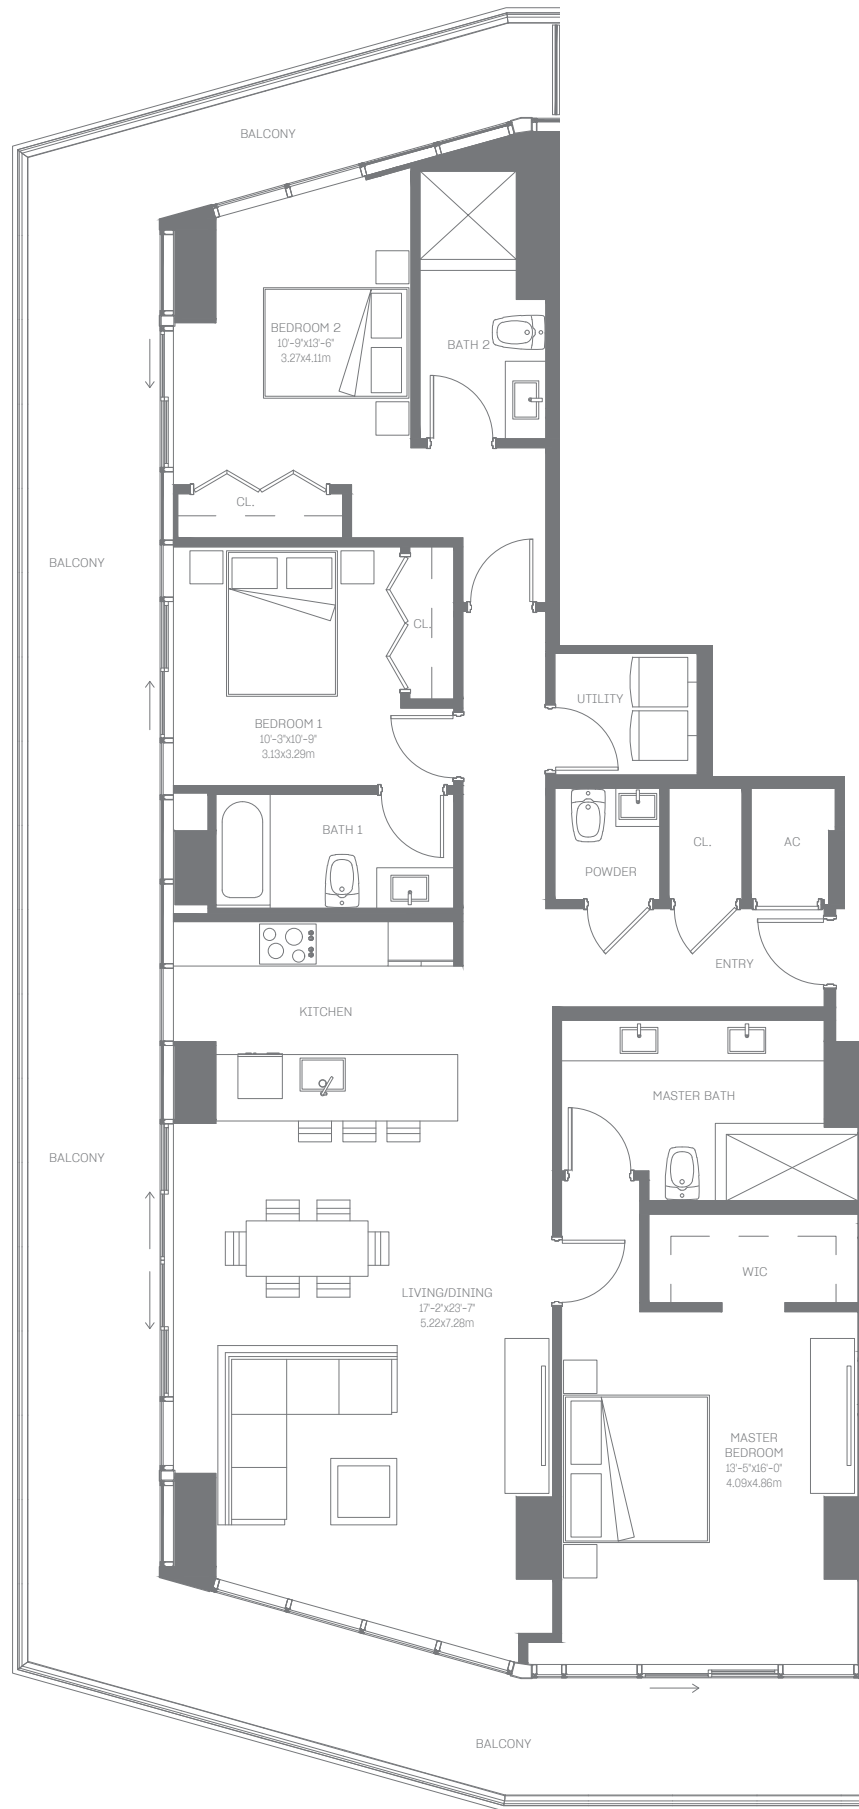 BALCONY
BEDROOM 2
10'-9"x13'-6"
3.27x4.11m
BATH 2
CL.
BALCONY
CL.
UTILITY
BEDROOM 1
10'-3"x10'-9"
3.13x3.29m
BATH 1
CL.
AC
POWDER
ENTRY
KITCHEN
MASTER BATH
BALCONY
WIC
LIVING/DINING
17'-2"x23'-7"
5.22x7.28m
MASTER
BEDROOM
13'-5"x16'-0"
4.09x4.86m
BALCONY